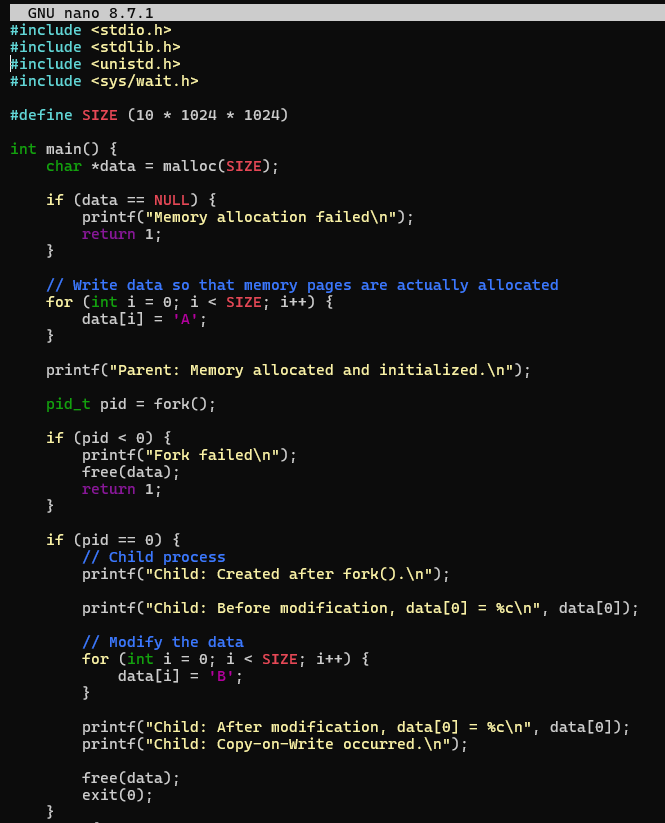 GNU nano 8.7.1
#include <stdio.h>
#include <stdlib.h>
#include <unistd.h>
#include <sys/wait.h>
#define SIZE (10 * 1024 * 1024)
int main() {
    char *data = malloc(SIZE);
    if (data == NULL) {
        printf("Memory allocation failed\n");
        return 1;
    }
    // Write data so that memory pages are actually allocated
    for (int i = 0; i < SIZE; i++) {
        data[i] = 'A';
    }
    printf("Parent: Memory allocated and initialized.\n");
    pid_t pid = fork();
    if (pid < 0) {
        printf("Fork failed\n");
        free(data);
        return 1;
    }
    if (pid == 0) {
        // Child process
        printf("Child: Created after fork().\n");
        printf("Child: Before modification, data[0] = %c\n", data[0]);
        // Modify the data
        for (int i = 0; i < SIZE; i++) {
            data[i] = 'B';
        }
        printf("Child: After modification, data[0] = %c\n", data[0]);
        printf("Child: Copy-on-Write occurred.\n");
        free(data);
        exit(0);
    }